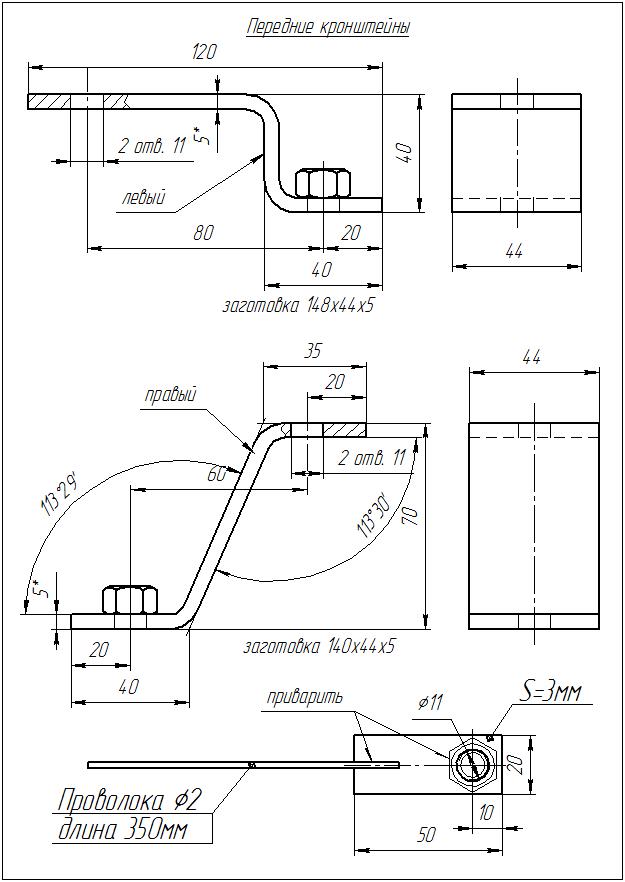 Передние кронштейны
120
5*
2 отв. 11
левый
40
80
20
40
44
заготовка 148х44х5
35
20
44
правый
2 отв. 11
60
113°29'
113°30'
70
5*
20
40
заготовка 140х44х5
приварить
ϕ11
S=3мм
20
Проволока ϕ2
длина 350мм
10
50